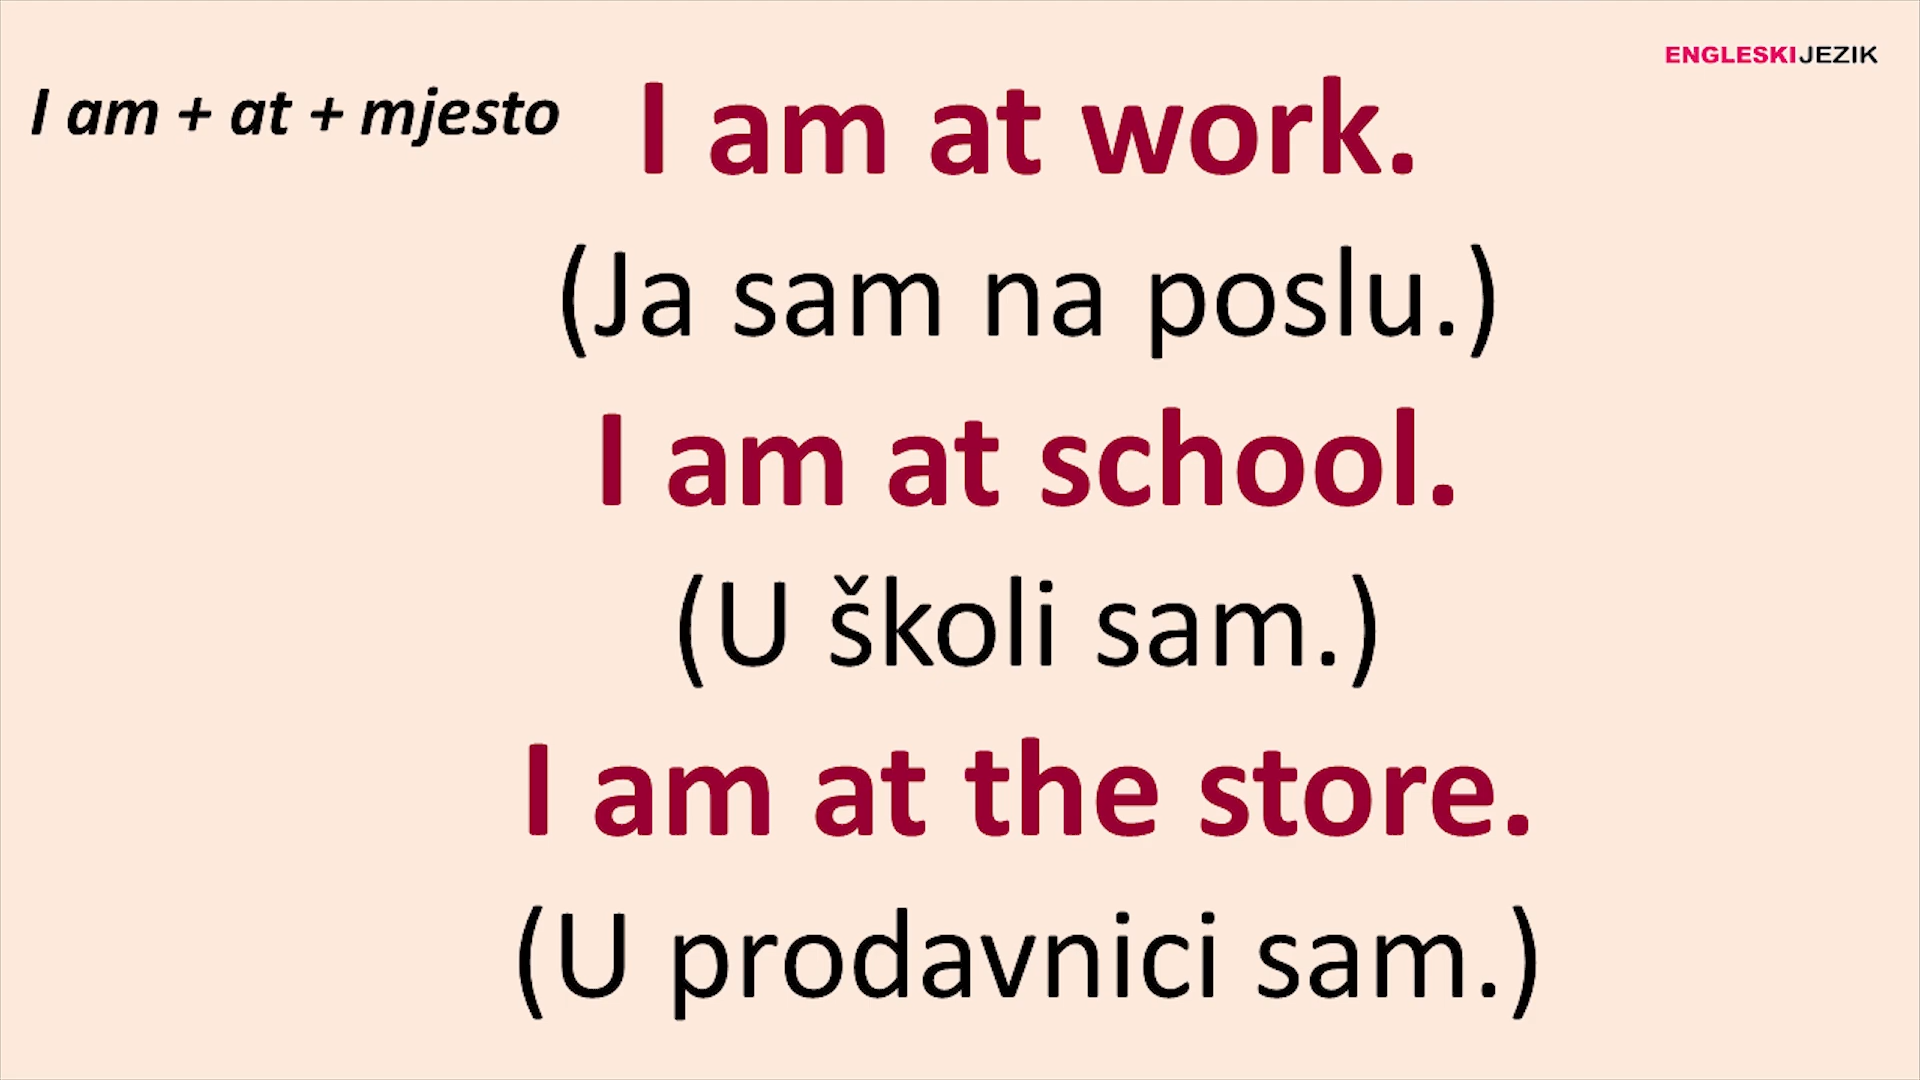 ENGLESKIJEZIK
I am + at + mjesto
I am at work.
(Ja sam na poslu.)
I am at school.
(U školi sam.)
I am at the store.
(U prodavnici sam.)